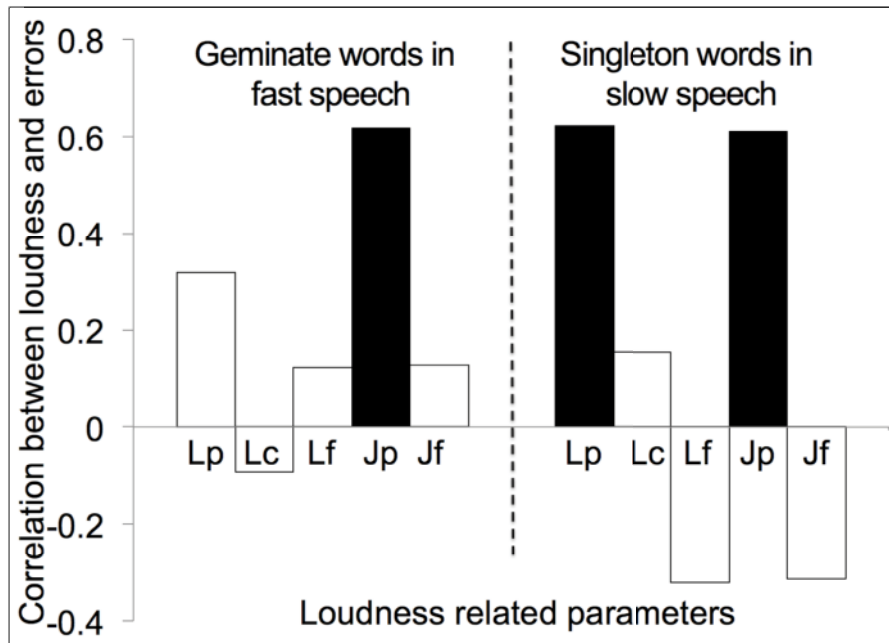 Correlation between loudness and errors
0.8
0.6
0.4
0.2
0
-0.2
-0.4
Geminate words in
fast speech
Singleton words in
slow speech
Lp Lc Lf Jp Jf
Lp Lc Lf Jp Jf
Loudness related parameters